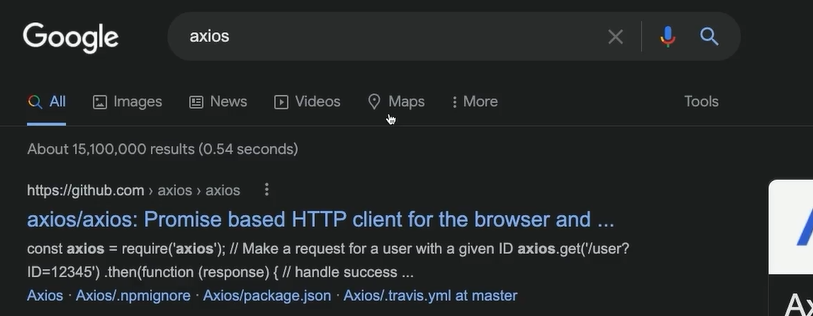 Google
axios
All Images News Videos Maps More Tools
About 15,100,000 results (0.54 seconds)
https://github.com › axios › axios
axios/axios: Promise based HTTP client for the browser and ...
const axios = require('axios'); // Make a request for a user with a given ID axios.get('/user?
ID=12345') .then(function (response) { // handle success ...
Axios · Axios/.npmignore · Axios/package.json · Axios/.travis.yml at master